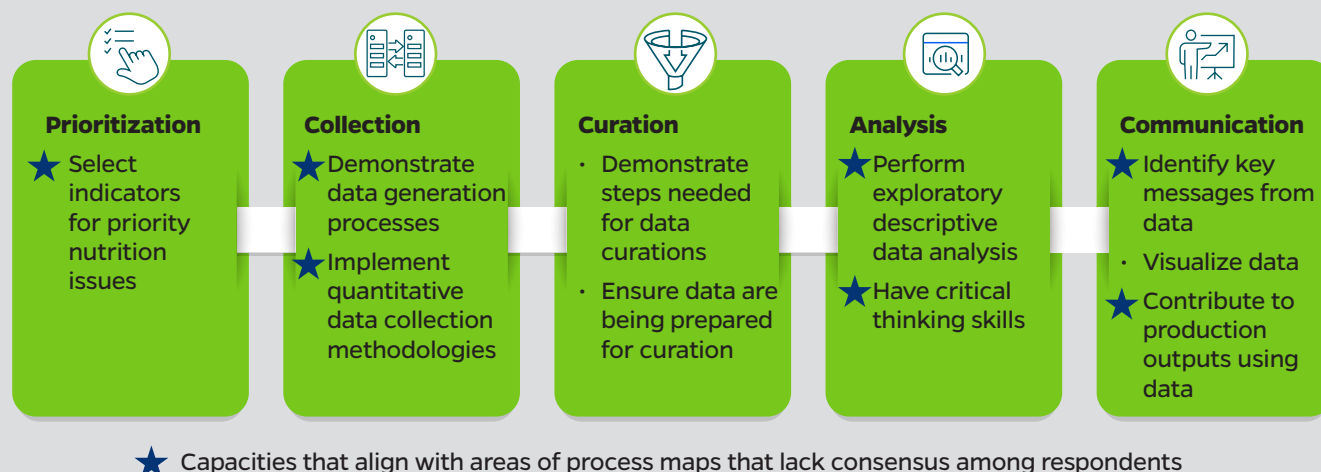 Prioritization
Select
indicators
for priority
nutrition
issues
Collection
Demonstrate
data generation
processes
Implement
quantitative
data collection
methodologies
Curation
· Demonstrate
steps needed
for data
curations
· Ensure data are
being prepared
for curation
Analysis
Perform
exploratory
descriptive
data analysis
Have critical
thinking skills
Communication
Identify key
messages from
data
· Visualize data
Contribute to
production
outputs using
data
Capacities that align with areas of process maps that lack consensus among respondents